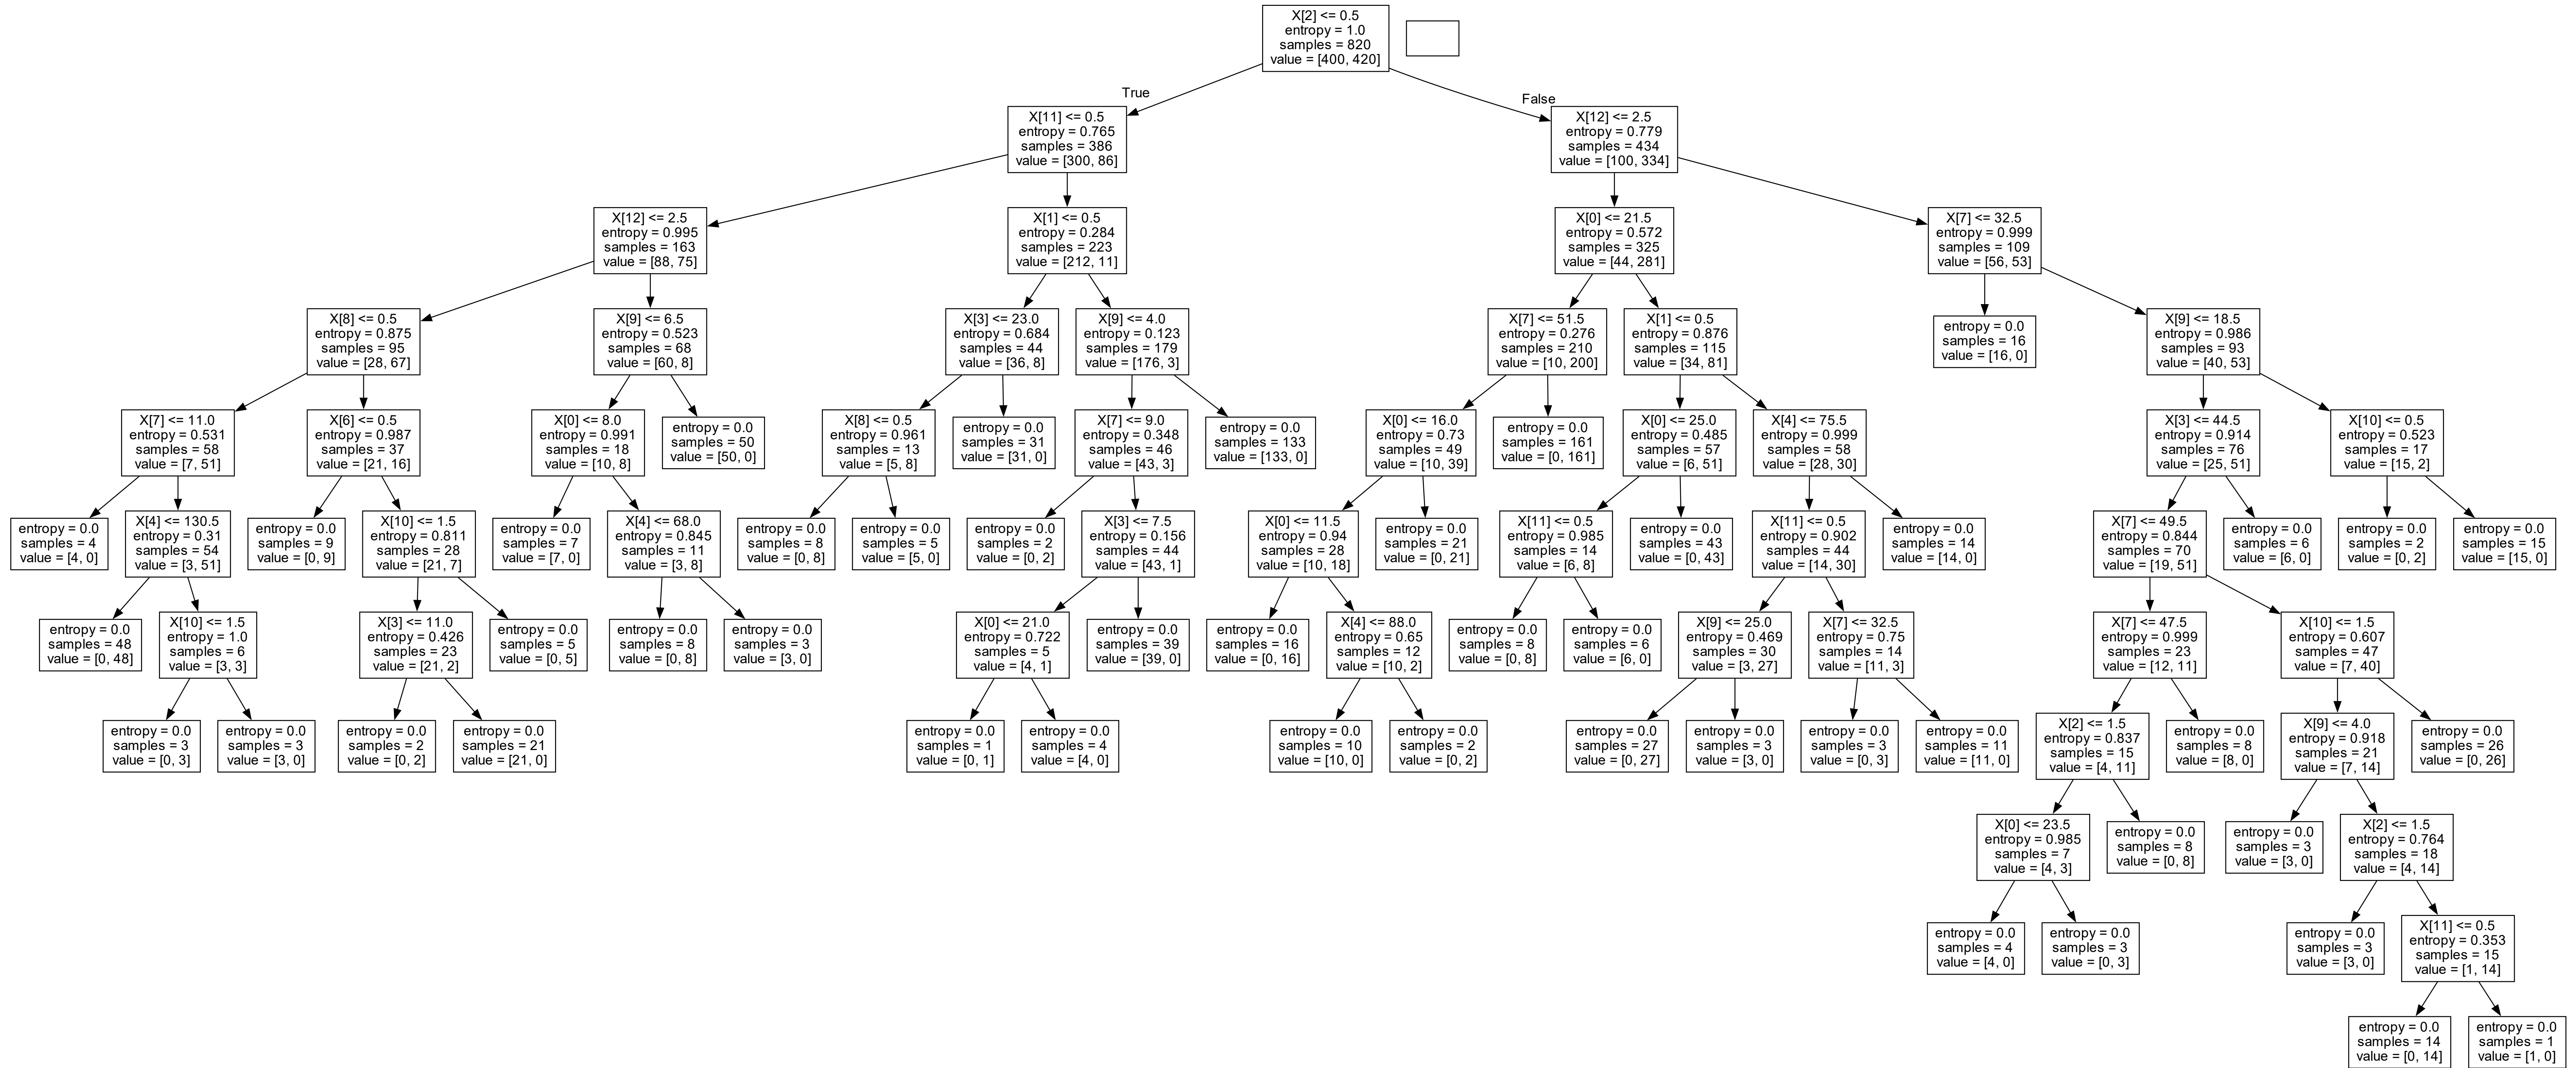 X[2] <= 0.5
entropy = 1.0
samples = 820
value = [400, 420]
True
False
X[11] <= 0.5
entropy = 0.765
samples = 386
value = [300, 86]
X[12] <= 2.5
entropy = 0.779
samples = 434
value = [100, 334]
X[12] <= 2.5
entropy = 0.995
samples = 163
value = [88, 75]
X[1] <= 0.5
entropy = 0.284
samples = 223
value = [212, 11]
X[0] <= 21.5
entropy = 0.572
samples = 325
value = [44, 281]
X[7] <= 32.5
entropy = 0.999
samples = 109
value = [56, 53]
X[8] <= 0.5
entropy = 0.875
samples = 95
value = [28, 67]
X[9] <= 6.5
entropy = 0.523
samples = 68
value = [60, 8]
X[3] <= 23.0
entropy = 0.684
samples = 44
value = [36, 8]
X[9] <= 4.0
entropy = 0.123
samples = 179
value = [176, 3]
X[7] <= 51.5
entropy = 0.276
samples = 210
value = [10, 200]
X[1] <= 0.5
entropy = 0.876
samples = 115
value = [34, 81]
entropy = 0.0
samples = 16
value = [16, 0]
X[9] <= 18.5
entropy = 0.986
samples = 93
value = [40, 53]
X[7] <= 11.0
entropy = 0.531
samples = 58
value = [7, 51]
X[6] <= 0.5
entropy = 0.987
samples = 37
value = [21, 16]
X[0] <= 8.0
entropy = 0.991
samples = 18
value = [10, 8]
entropy = 0.0
samples = 50
value = [50, 0]
X[8] <= 0.5
entropy = 0.961
samples = 13
value = [5, 8]
entropy = 0.0
samples = 31
value = [31, 0]
X[7] <= 9.0
entropy = 0.348
samples = 46
value = [43, 3]
entropy = 0.0
samples = 133
value = [133, 0]
X[0] <= 16.0
entropy = 0.73
samples = 49
value = [10, 39]
entropy = 0.0
samples = 161
value = [0, 161]
X[0] <= 25.0
entropy = 0.485
samples = 57
value = [6, 51]
X[4] <= 75.5
entropy = 0.999
samples = 58
value = [28, 30]
X[3] <= 44.5
entropy = 0.914
samples = 76
value = [25, 51]
X[10] <= 0.5
entropy = 0.523
samples = 17
value = [15, 2]
entropy = 0.0
samples = 4
value = [4, 0]
X[4] <= 130.5
entropy = 0.31
samples = 54
value = [3, 51]
entropy = 0.0
samples = 9
value = [0, 9]
X[10] <= 1.5
entropy = 0.811
samples = 28
value = [21, 7]
entropy = 0.0
samples = 7
value = [7, 0]
X[4] <= 68.0
entropy = 0.845
samples = 11
value = [3, 8]
entropy = 0.0
samples = 8
value = [0, 8]
entropy = 0.0
samples = 5
value = [5, 0]
entropy = 0.0
samples = 2
value = [0, 2]
X[3] <= 7.5
entropy = 0.156
samples = 44
value = [43, 1]
X[0] <= 11.5
entropy = 0.94
samples = 28
value = [10, 18]
entropy = 0.0
samples = 21
value = [0, 21]
X[11] <= 0.5
entropy = 0.985
samples = 14
value = [6, 8]
entropy = 0.0
samples = 43
value = [0, 43]
X[11] <= 0.5
entropy = 0.902
samples = 44
value = [14, 30]
entropy = 0.0
samples = 14
value = [14, 0]
X[7] <= 49.5
entropy = 0.844
samples = 70
value = [19, 51]
entropy = 0.0
samples = 6
value = [6, 0]
entropy = 0.0
samples = 2
value = [0, 2]
entropy = 0.0
samples = 15
value = [15, 0]
entropy = 0.0
samples = 48
value = [0, 48]
X[10] <= 1.5
entropy = 1.0
samples = 6
value = [3, 3]
X[3] <= 11.0
entropy = 0.426
samples = 23
value = [21, 2]
entropy = 0.0
samples = 5
value = [0, 5]
entropy = 0.0
samples = 8
value = [0, 8]
entropy = 0.0
samples = 3
value = [3, 0]
X[0] <= 21.0
entropy = 0.722
samples = 5
value = [4, 1]
entropy = 0.0
samples = 39
value = [39, 0]
entropy = 0.0
samples = 16
value = [0, 16]
X[4] <= 88.0
entropy = 0.65
samples = 12
value = [10, 2]
entropy = 0.0
samples = 8
value = [0, 8]
entropy = 0.0
samples = 6
value = [6, 0]
X[9] <= 25.0
entropy = 0.469
samples = 30
value = [3, 27]
X[7] <= 32.5
entropy = 0.75
samples = 14
value = [11, 3]
X[7] <= 47.5
entropy = 0.999
samples = 23
value = [12, 11]
X[10] <= 1.5
entropy = 0.607
samples = 47
value = [7, 40]
entropy = 0.0
samples = 3
value = [0, 3]
entropy = 0.0
samples = 3
value = [3, 0]
entropy = 0.0
samples = 2
value = [0, 2]
entropy = 0.0
samples = 21
value = [21, 0]
entropy = 0.0
samples = 1
value = [0, 1]
entropy = 0.0
samples = 4
value = [4, 0]
entropy = 0.0
samples = 10
value = [10, 0]
entropy = 0.0
samples = 2
value = [0, 2]
entropy = 0.0
samples = 27
value = [0, 27]
entropy = 0.0
samples = 3
value = [3, 0]
entropy = 0.0
samples = 3
value = [0, 3]
entropy = 0.0
samples = 11
value = [11, 0]
X[2] <= 1.5
entropy = 0.837
samples = 15
value = [4, 11]
entropy = 0.0
samples = 8
value = [8, 0]
X[9] <= 4.0
entropy = 0.918
samples = 21
value = [7, 14]
entropy = 0.0
samples = 26
value = [0, 26]
X[0] <= 23.5
entropy = 0.985
samples = 7
value = [4, 3]
entropy = 0.0
samples = 8
value = [0, 8]
entropy = 0.0
samples = 3
value = [3, 0]
X[2] <= 1.5
entropy = 0.764
samples = 18
value = [4, 14]
entropy = 0.0
samples = 4
value = [4, 0]
entropy = 0.0
samples = 3
value = [0, 3]
entropy = 0.0
samples = 3
value = [3, 0]
X[11] <= 0.5
entropy = 0.353
samples = 15
value = [1, 14]
entropy = 0.0
samples = 14
value = [0, 14]
entropy = 0.0
samples = 1
value = [1, 0]